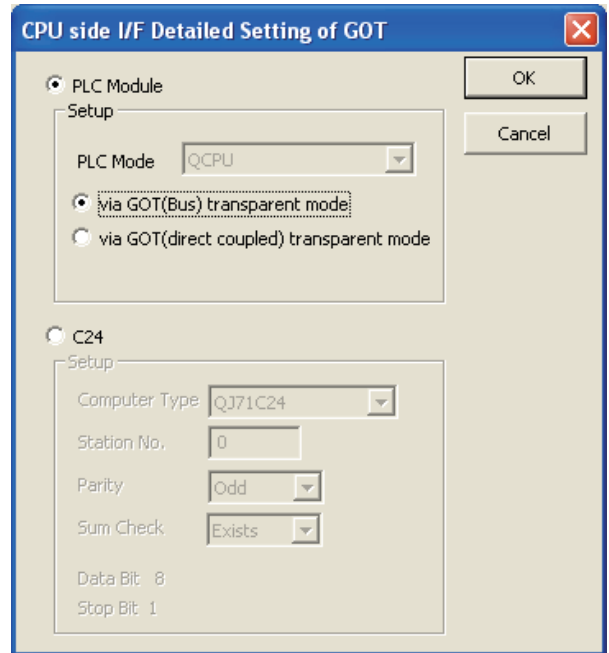 CPU side I/F Detailed Setting of GOT
PLC Module
OK
Setup
Cancel
PLC Mode QCPU
via GOT(Bus) transparent mode
via GOT(direct coupled) transparent mode
C24
Setup
Computer Type QJ71C24
Station No. 0
Parity Odd
Sum Check Exists
Data Bit 8
Stop Bit 1